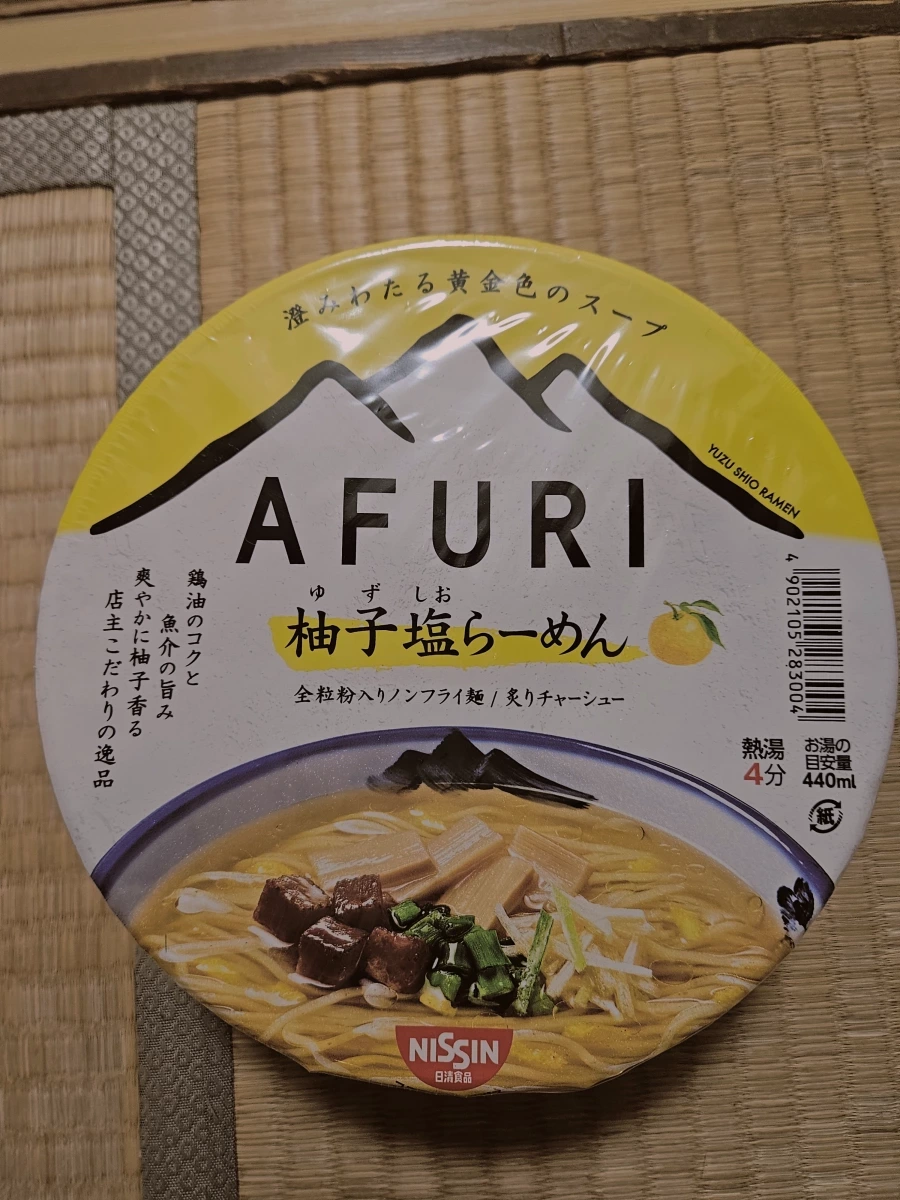 澄みわたる黄金色のスープ
YUZU SHIO RAMEN
AFURI
ゆず しお
柚子塩らーめん
全粒粉入りノンフライ麺 / 炙りチャーシュー
鶏油のコクと
魚介の旨み
爽やかに柚子香る
店主こだわりの逸品
4 902105 283004
熱湯
4分
お湯の
目安量
440ml
紙
NISSIN
日清食品